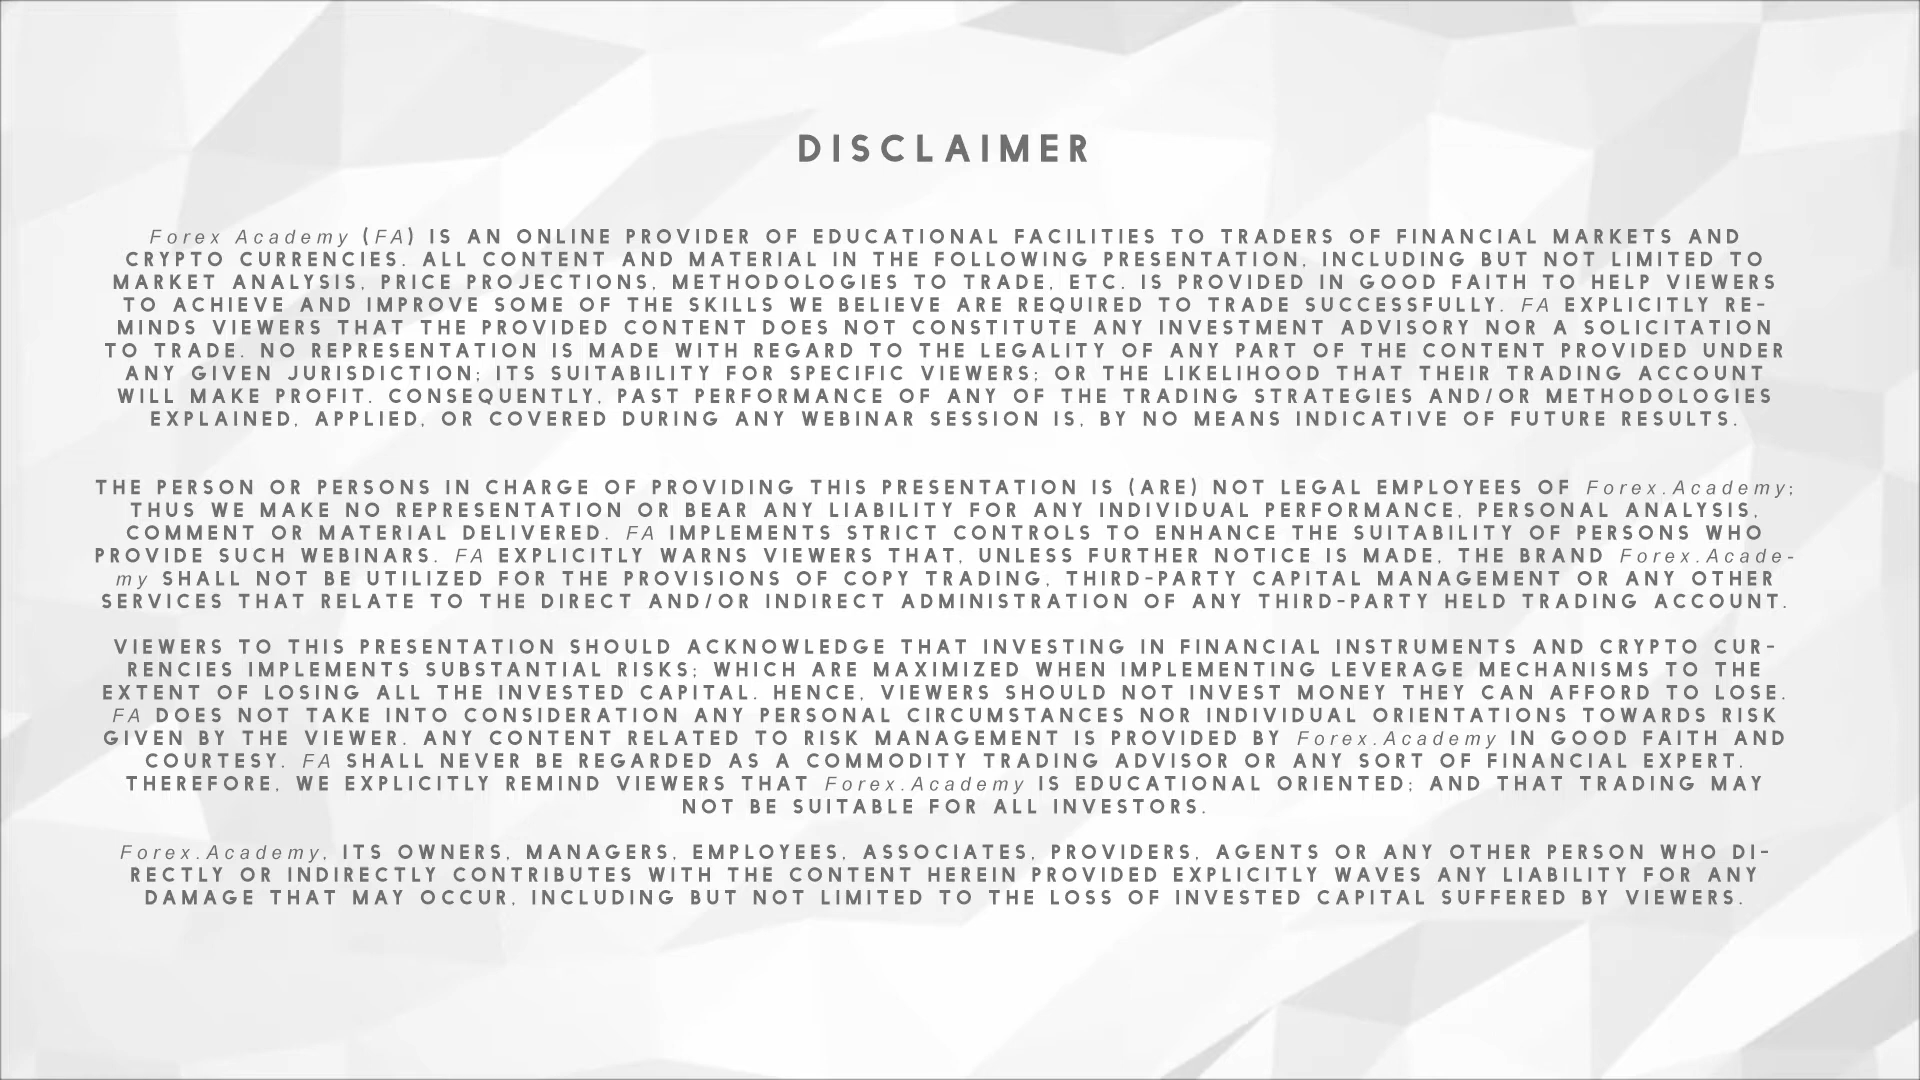 DISCLAIMER
Forex Academy (FA) IS AN ONLINE PROVIDER OF EDUCATIONAL FACILITIES TO TRADERS OF FINANCIAL MARKETS AND
CRYPTO CURRENCIES. ALL CONTENT AND MATERIAL IN THE FOLLOWING PRESENTATION, INCLUDING BUT NOT LIMITED TO
MARKET ANALYSIS, PRICE PROJECTIONS, METHODOLOGIES TO TRADE, ETC. IS PROVIDED IN GOOD FAITH TO HELP VIEWERS
TO ACHIEVE AND IMPROVE SOME OF THE SKILLS WE BELIEVE ARE REQUIRED TO TRADE SUCCESSFULLY. FA EXPLICITLY RE-
MINDS VIEWERS THAT THE PROVIDED CONTENT DOES NOT CONSTITUTE ANY INVESTMENT ADVISORY NOR A SOLICITATION
TO TRADE. NO REPRESENTATION IS MADE WITH REGARD TO THE LEGALITY OF ANY PART OF THE CONTENT PROVIDED UNDER
ANY GIVEN JURISDICTION; ITS SUITABILITY FOR SPECIFIC VIEWERS; OR THE LIKELIHOOD THAT THEIR TRADING ACCOUNT
WILL MAKE PROFIT. CONSEQUENTLY, PAST PERFORMANCE OF ANY OF THE TRADING STRATEGIES AND/OR METHODOLOGIES
EXPLAINED, APPLIED, OR COVERED DURING ANY WEBINAR SESSION IS, BY NO MEANS INDICATIVE OF FUTURE RESULTS.
THE PERSON OR PERSONS IN CHARGE OF PROVIDING THIS PRESENTATION IS (ARE) NOT LEGAL EMPLOYEES OF Forex.Academy;
THUS WE MAKE NO REPRESENTATION OR BEAR ANY LIABILITY FOR ANY INDIVIDUAL PERFORMANCE, PERSONAL ANALYSIS,
COMMENT OR MATERIAL DELIVERED. FA IMPLEMENTS STRICT CONTROLS TO ENHANCE THE SUITABILITY OF PERSONS WHO
PROVIDE SUCH WEBINARS. FA EXPLICITLY WARNS VIEWERS THAT, UNLESS FURTHER NOTICE IS MADE, THE BRAND Forex.Acade-
my SHALL NOT BE UTILIZED FOR THE PROVISIONS OF COPY TRADING, THIRD-PARTY CAPITAL MANAGEMENT OR ANY OTHER
SERVICES THAT RELATE TO THE DIRECT AND/OR INDIRECT ADMINISTRATION OF ANY THIRD-PARTY HELD TRADING ACCOUNT.
VIEWERS TO THIS PRESENTATION SHOULD ACKNOWLEDGE THAT INVESTING IN FINANCIAL INSTRUMENTS AND CRYPTO CUR-
RENCIES IMPLEMENTS SUBSTANTIAL RISKS; WHICH ARE MAXIMIZED WHEN IMPLEMENTING LEVERAGE MECHANISMS TO THE
EXTENT OF LOSING ALL THE INVESTED CAPITAL. HENCE, VIEWERS SHOULD NOT INVEST MONEY THEY CAN AFFORD TO LOSE.
FA DOES NOT TAKE INTO CONSIDERATION ANY PERSONAL CIRCUMSTANCES NOR INDIVIDUAL ORIENTATIONS TOWARDS RISK
GIVEN BY THE VIEWER. ANY CONTENT RELATED TO RISK MANAGEMENT IS PROVIDED BY Forex.Academy IN GOOD FAITH AND
COURTESY. FA SHALL NEVER BE REGARDED AS A COMMODITY TRADING ADVISOR OR ANY SORT OF FINANCIAL EXPERT.
THEREFORE, WE EXPLICITLY REMIND VIEWERS THAT Forex.Academy IS EDUCATIONAL ORIENTED; AND THAT TRADING MAY
NOT BE SUITABLE FOR ALL INVESTORS.
Forex.Academy, ITS OWNERS, MANAGERS, EMPLOYEES, ASSOCIATES, PROVIDERS, AGENTS OR ANY OTHER PERSON WHO DI-
RECTLY OR INDIRECTLY CONTRIBUTES WITH THE CONTENT HEREIN PROVIDED EXPLICITLY WAVES ANY LIABILITY FOR ANY
DAMAGE THAT MAY OCCUR, INCLUDING BUT NOT LIMITED TO THE LOSS OF INVESTED CAPITAL SUFFERED BY VIEWERS.